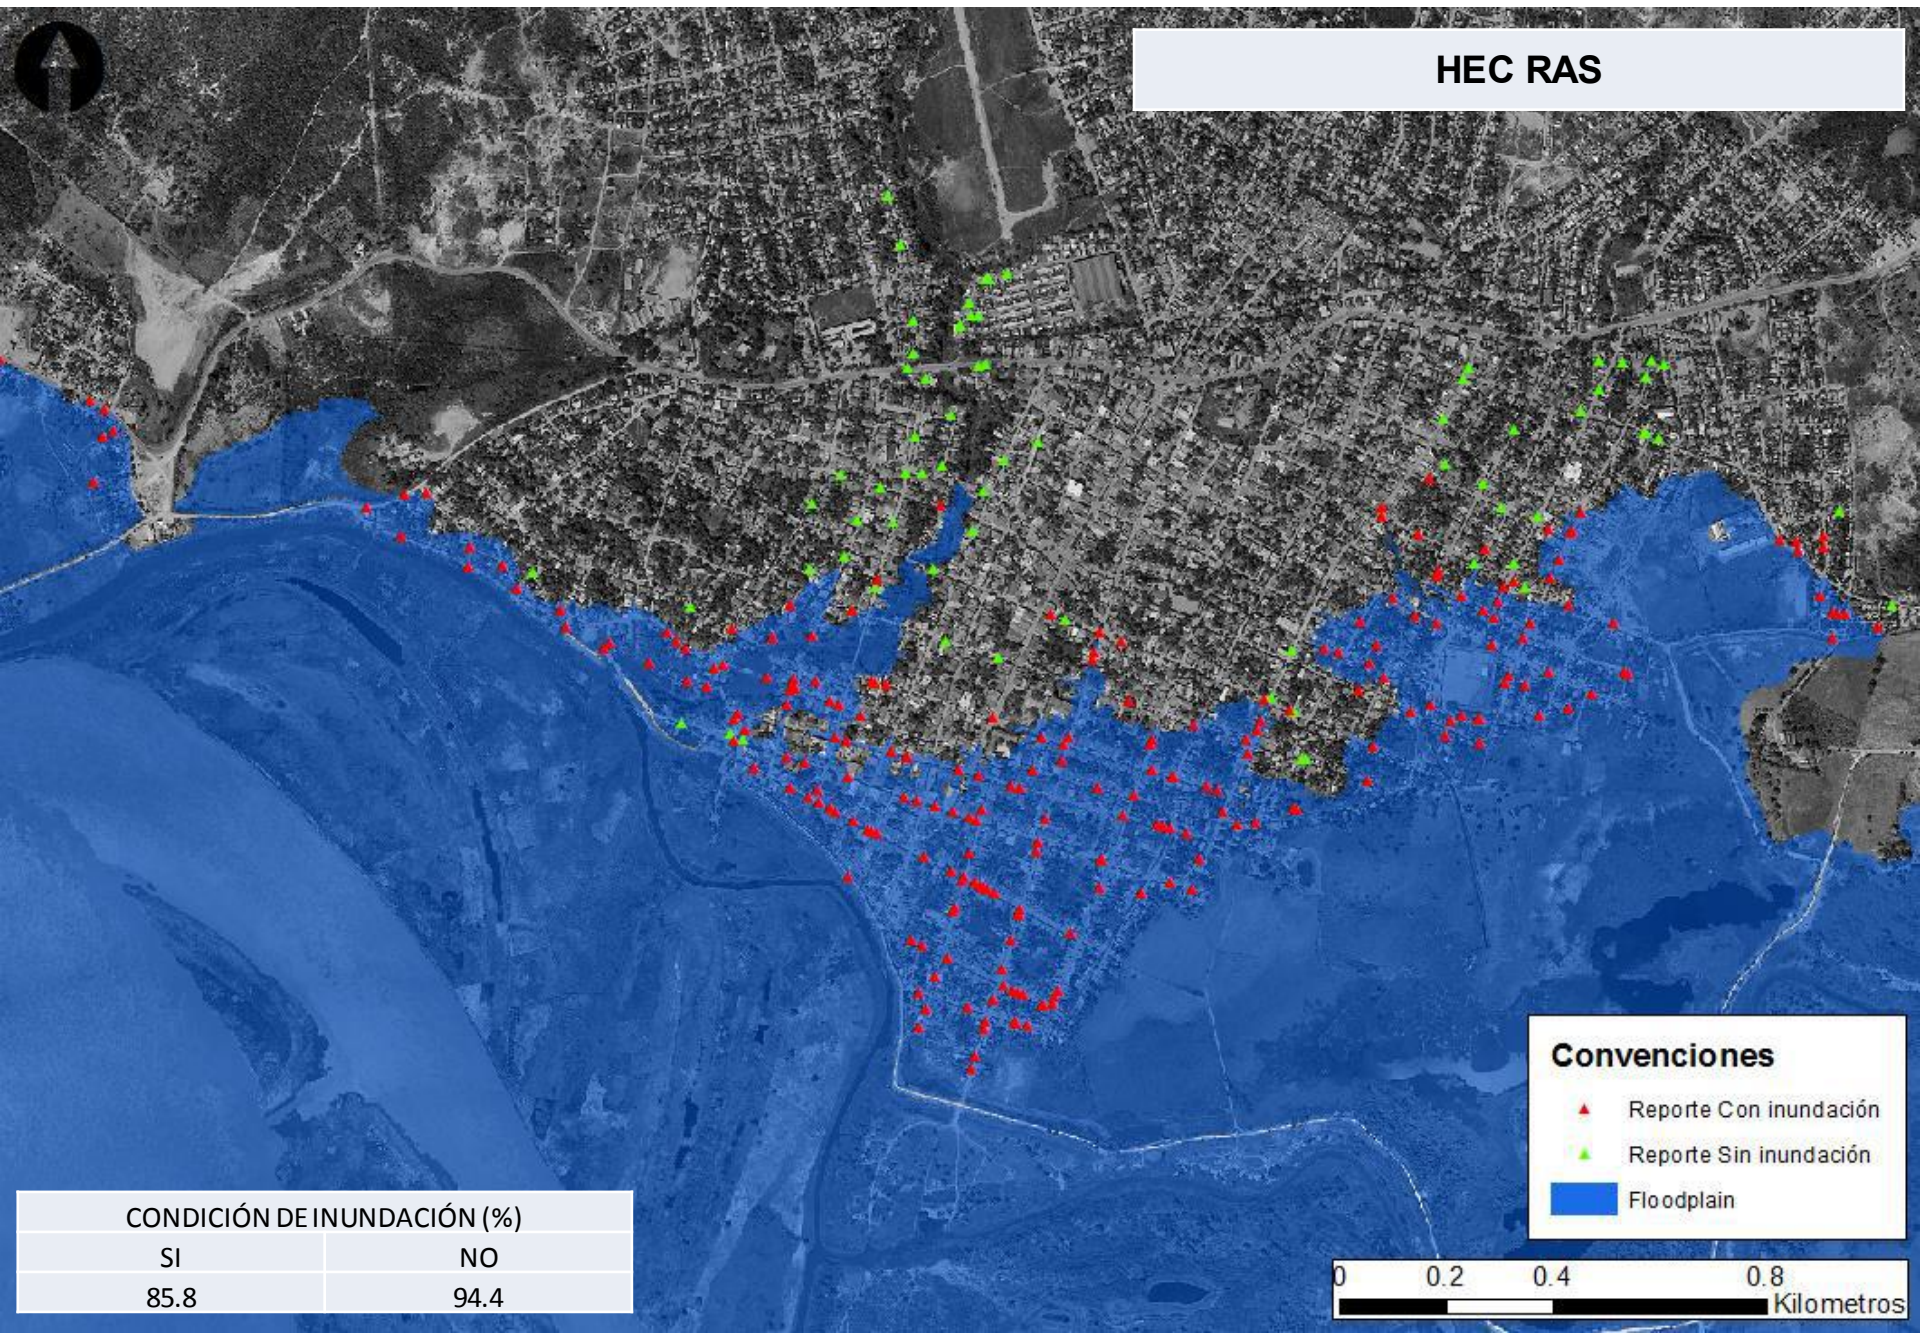 HEC RAS
Convenciones
Reporte Con inundación
Reporte Sin inundación
Floodplain
CONDICIÓN DE INUNDACIÓN (%)
SI NO
85.8 94.4
0 0.2 0.4 0.8
Kilometros